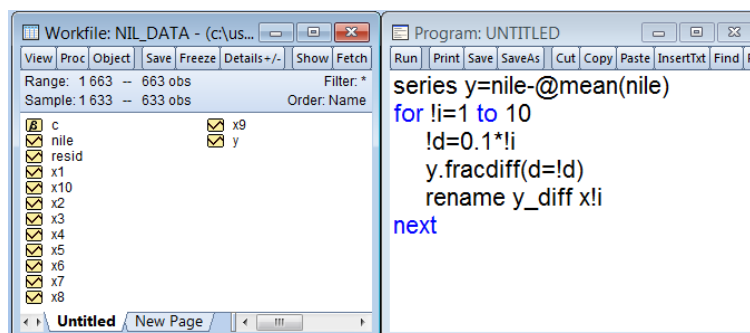 Workfile: NIL_DATA - (c:\us...
View Proc Object Save Freeze Details+/- Show Fetch
Range: 1 663 -- 663 obs Filter: *
Sample: 1 633 -- 633 obs Order: Name
c
nile
resid
x1
x10
x2
x3
x4
x5
x6
x7
x8
x9
y
Untitled New Page
Program: UNTITLED
Run Print Save SaveAs Cut Copy Paste InsertTxt Find
series y=nile-@mean(nile)
for !i=1 to 10
!d=0.1*!i
y.fracdiff(d=!d)
rename y_diff x!i
next